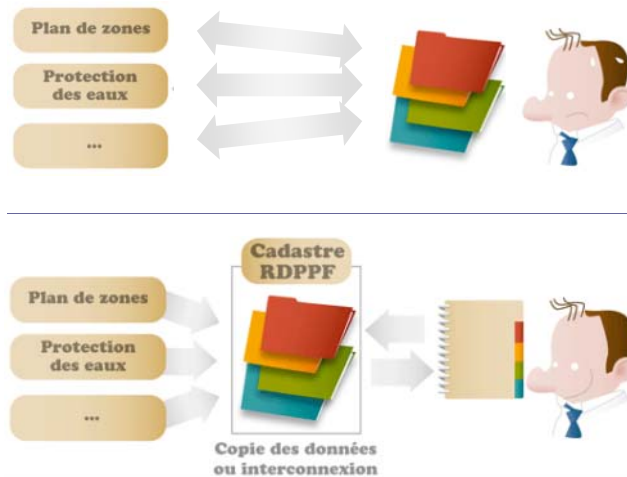 Plan de zones
Protection
des eaux
...
Cadastre
RDPPF
Plan de zones
Protection
des eaux
...
Copie des données
ou interconnexion